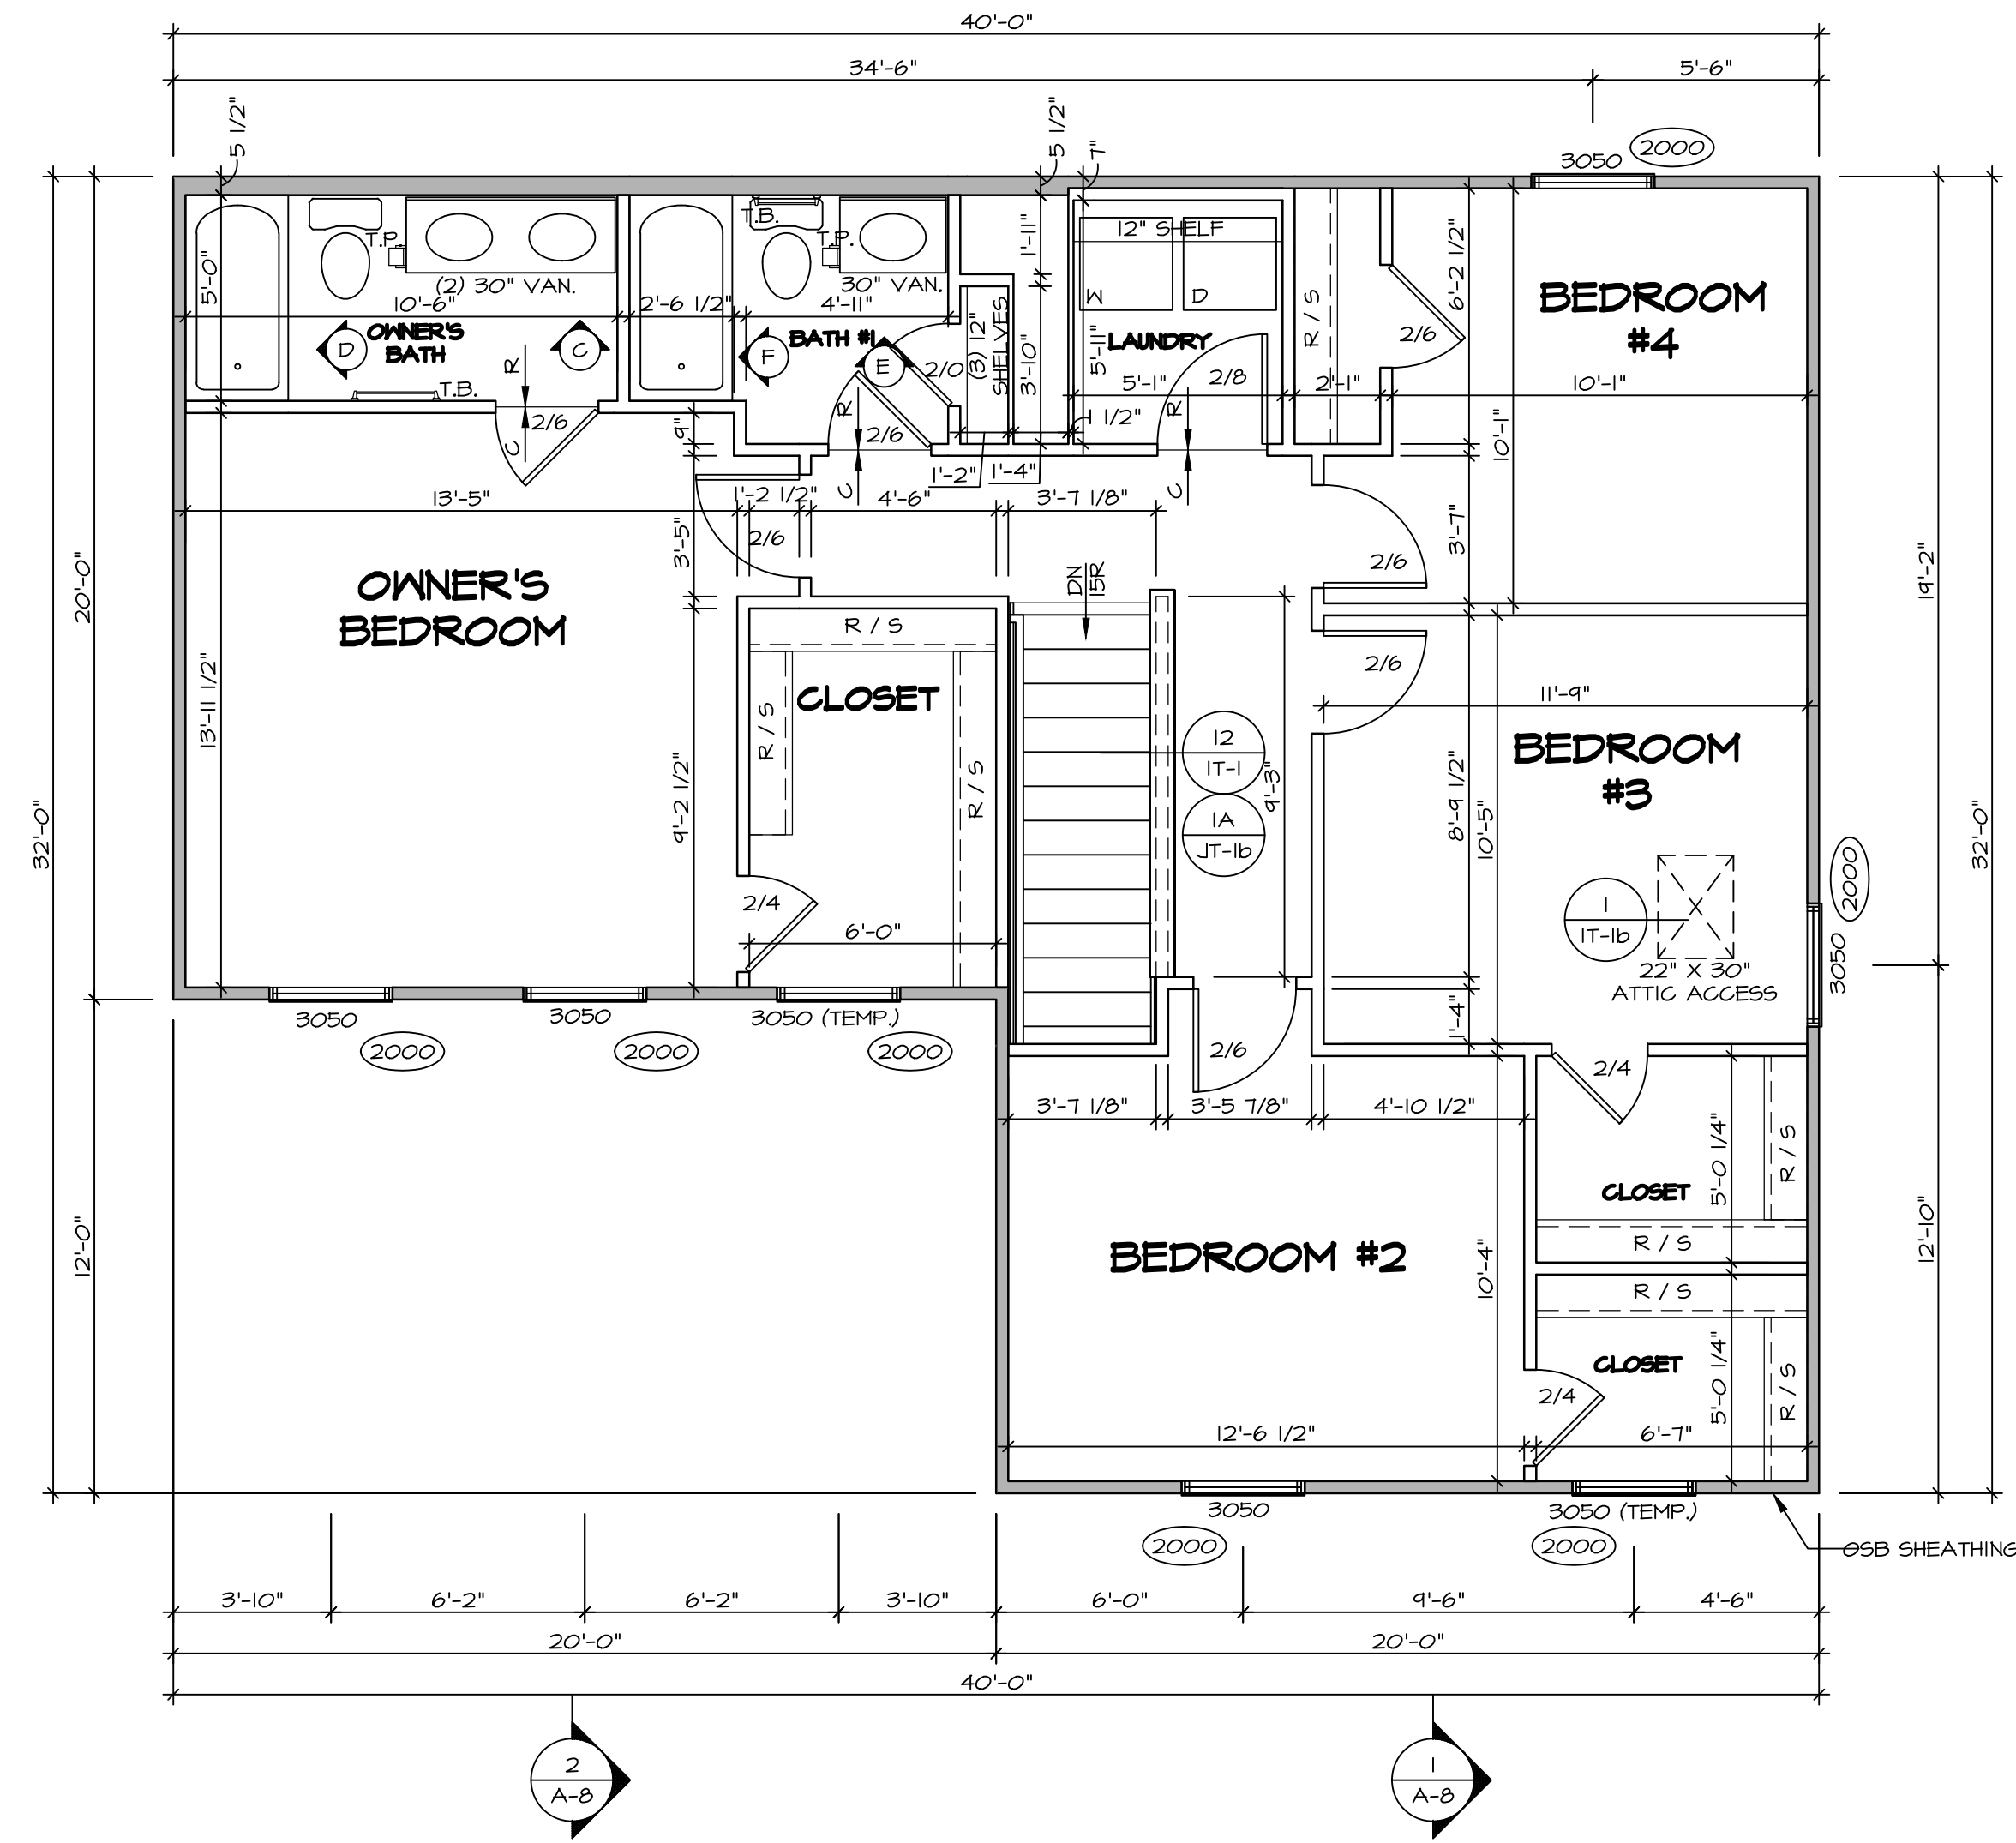 40'-0"
34'-6"
5'-6"
5 1/2"
5 1/2"
7"
3050
2000
T.P.
T.B.
T.P.
12" SHELF
5'-0"
(2) 30" VAN.
30" VAN.
1'-11"
W
D
R / S
6'-2 1/2"
BEDROOM
#4
10'-6"
2'-6 1/2"
4'-11"
OWNER'S
BATH
D
C
BATH #1
F
E
2/0
(3) 12"
SHELVES
3'-10"
5'-11"
LAUNDRY
2/6
T.B.
R
C
2/6
R
C
2/6
5'-1"
2/8
2'-1"
10'-1"
1 1/2"
R
C
9"
10'-1"
1'-2"
1'-4"
13'-5"
1'-2 1/2"
4'-6"
3'-7 1/8"
3'-5"
2/6
3'-7"
2/6
20'-0"
19'-2"
OWNER'S
BEDROOM
DN
15R
R / S
2/6
CLOSET
R / S
R / S
13'-11 1/2"
11'-9"
BEDROOM
#3
12
1T-1
1A
JT-1b
9'-3"
9'-2 1/2"
8'-9 1/2"
10'-5"
32'-0"
32'-0"
2/4
6'-0"
1
1T-1b
X
22" X 30"
ATTIC ACCESS
2000
3050
3050
3050
3050 (TEMP.)
2000
2000
2000
1'-4"
2/6
2/4
3'-7 1/8"
3'-5 7/8"
4'-10 1/2"
5'-0 1/4"
R / S
CLOSET
12'-0"
12'-10"
R / S
BEDROOM #2
10'-4"
R / S
CLOSET
5'-0 1/4"
R / S
2/4
12'-6 1/2"
6'-7"
3050
3050 (TEMP.)
2000
2000
OSB SHEATHING
3'-10"
6'-2"
6'-2"
3'-10"
6'-0"
9'-6"
4'-6"
20'-0"
20'-0"
40'-0"
2
A-8
1
A-8